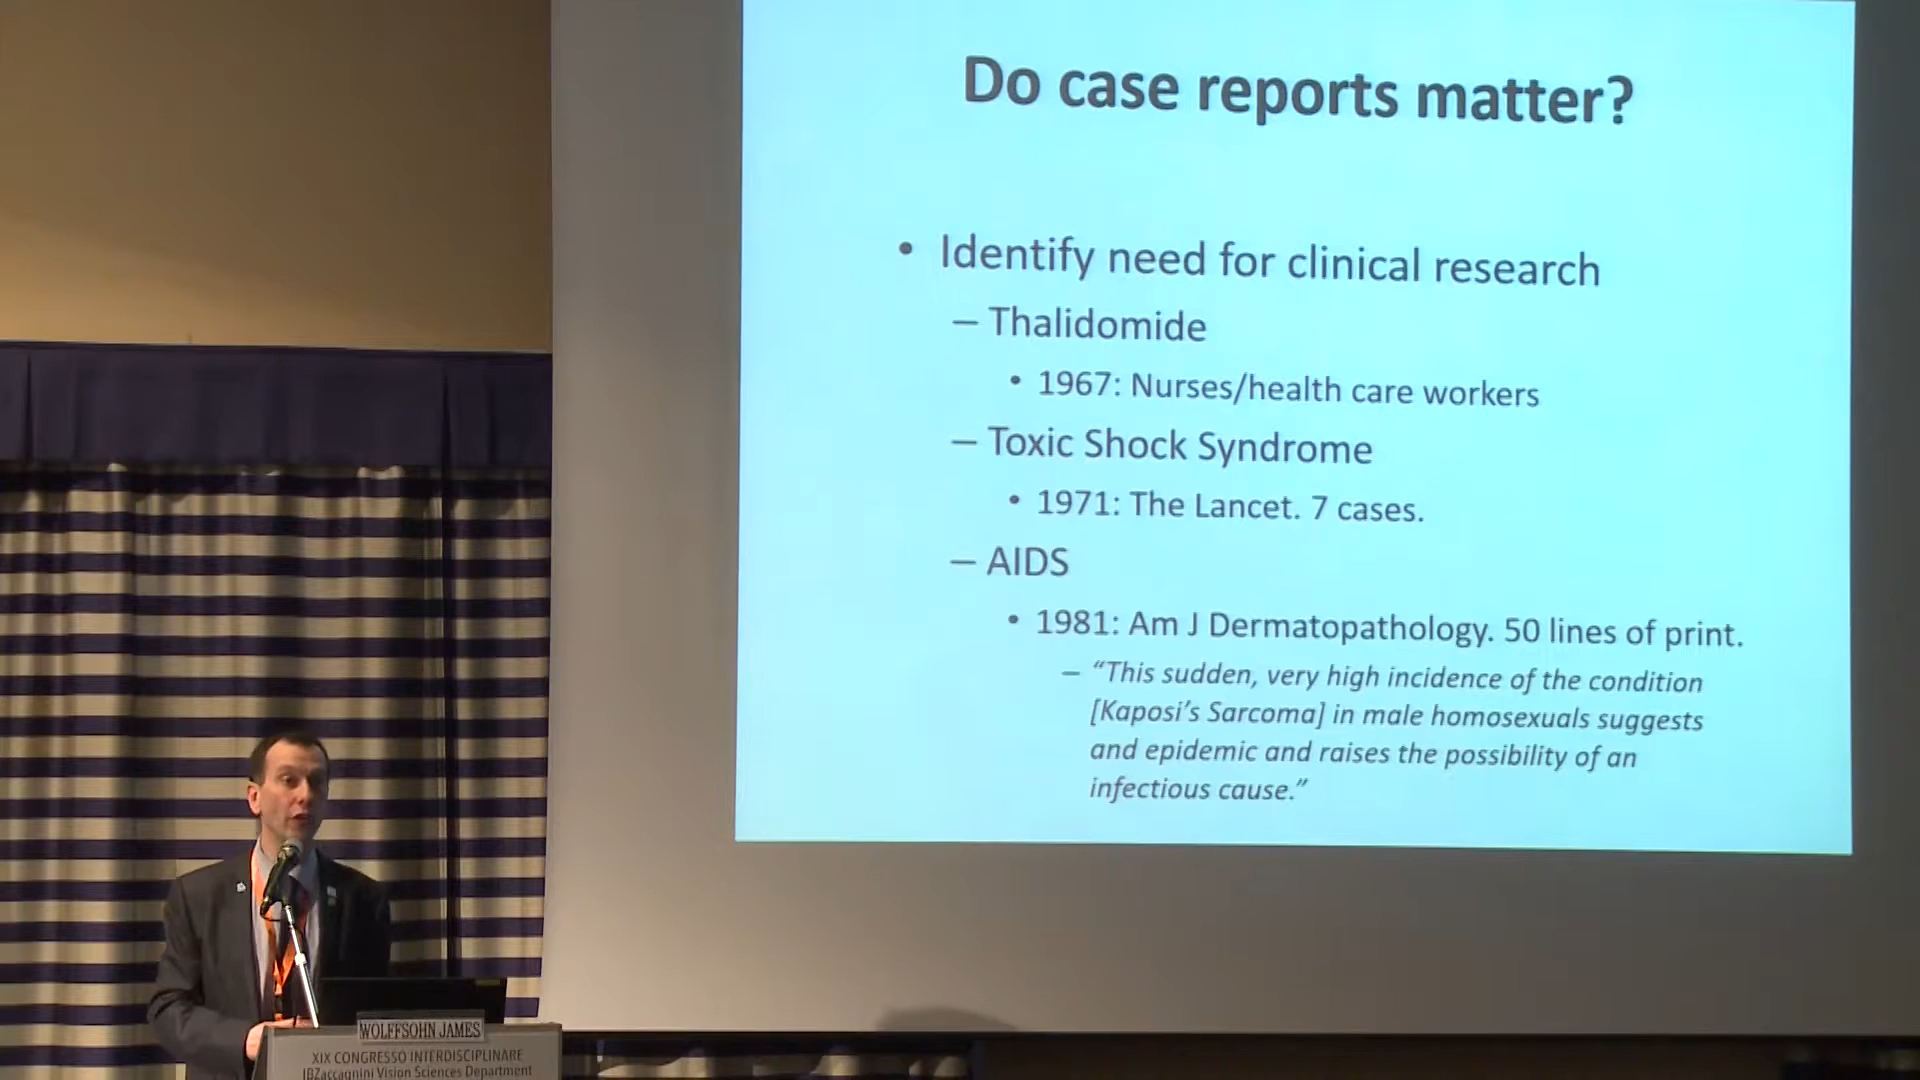 Do case reports matter?
• Identify need for clinical research
– Thalidomide
• 1967: Nurses/health care workers
– Toxic Shock Syndrome
• 1971: The Lancet. 7 cases.
– AIDS
• 1981: Am J Dermatopathology. 50 lines of print.
– “This sudden, very high incidence of the condition
[Kaposi’s Sarcoma] in male homosexuals suggests
and epidemic and raises the possibility of an
infectious cause.”
WOLFFSOHN JAMES
XIX CONGRESSO INTERDISCIPLINARE
IBZaccagnini Vision Sciences Department